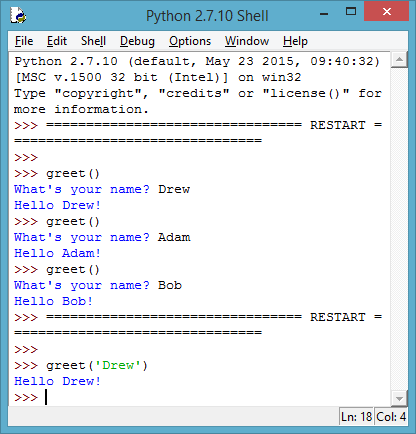 Python 2.7.10 Shell
File Edit Shell Debug Options Window Help
Python 2.7.10 (default, May 23 2015, 09:40:32)
[MSC v.1500 32 bit (Intel)] on win32
Type "copyright", "credits" or "license()" for
more information.
>>> ================================ RESTART =
===============================
>>>
>>> greet()
What's your name? Drew
Hello Drew!
>>> greet()
What's your name? Adam
Hello Adam!
>>> greet()
What's your name? Bob
Hello Bob!
>>> ================================ RESTART =
===============================
>>>
>>> greet('Drew')
Hello Drew!
>>>
Ln: 18 Col: 4